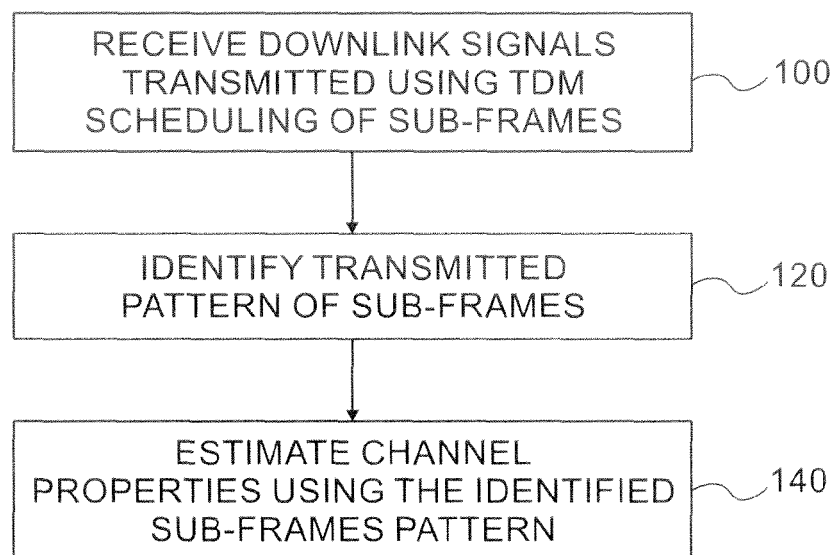 RECEIVE DOWNLINK SIGNALS
TRANSMITTED USING TDM
SCHEDULING OF SUB-FRAMES
100
IDENTIFY TRANSMITTED
PATTERN OF SUB-FRAMES
120
ESTIMATE CHANNEL
PROPERTIES USING THE IDENTIFIED
SUB-FRAMES PATTERN
140